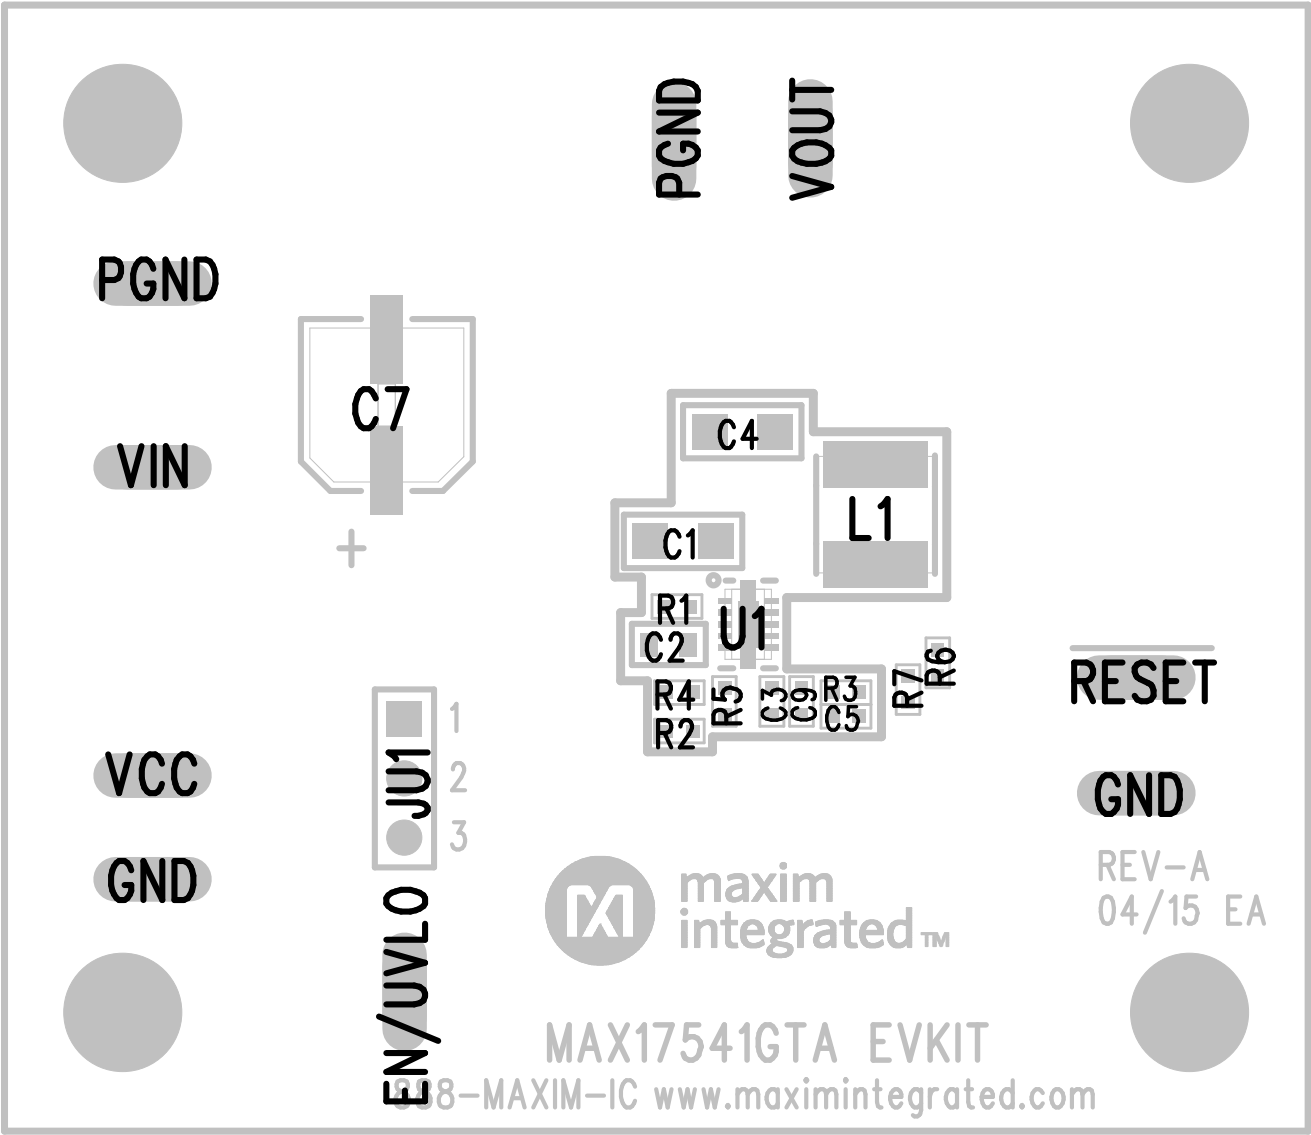 PGND
VOUT
PGND
C7
VIN
+
C4
L1
C1
R1
U1
C2
R6
R7
RESET
R4
R5
C3
C9
R3
C5
R2
1
2
3
JU1
VCC
GND
GND
REV-A
04/15 EA
EN/UVLO
maxim
integrated™
MAX17541GTA EVKIT
888-MAXIM-IC www.maximintegrated.com